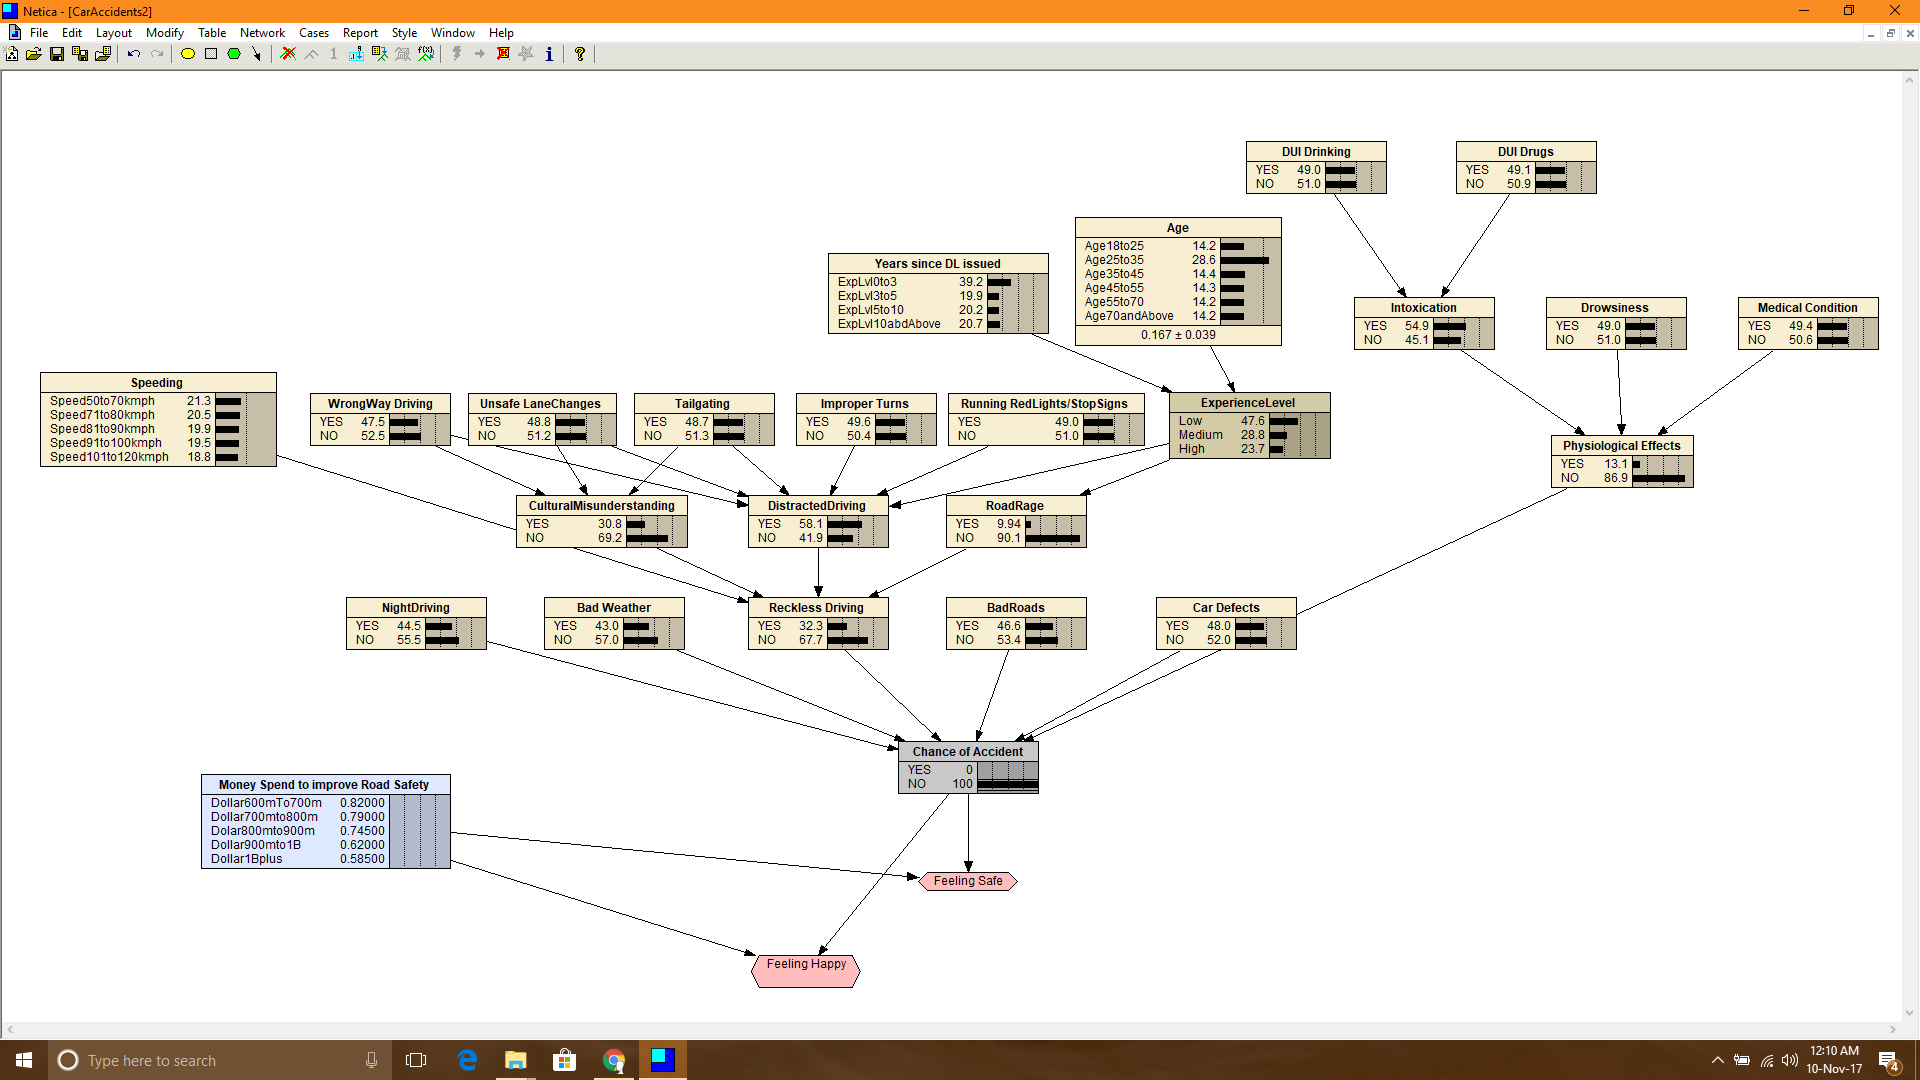 Netica - [CarAccidents2]
File Edit Layout Modify Table Network Cases Report Style Window Help
DUI Drinking
YES 49.0
NO 51.0
DUI Drugs
YES 49.1
NO 50.9
Age
Age18to25 14.2
Age25to35 28.6
Age35to45 14.4
Age45to55 14.3
Age55to70 14.2
Age70andAbove 14.2
0.167 ± 0.039
Years since DL issued
ExpLvl0to3 39.2
ExpLvl3to5 19.9
ExpLvl5to10 20.2
ExpLvl10abdAbove 20.7
Intoxication
YES 54.9
NO 45.1
Drowsiness
YES 49.0
NO 51.0
Medical Condition
YES 49.4
NO 50.6
Speeding
Speed50to70kmph 21.3
Speed71to80kmph 20.5
Speed81to90kmph 19.9
Speed91to100kmph 19.5
Speed101to120kmph 18.8
WrongWay Driving
YES 47.5
NO 52.5
Unsafe LaneChanges
YES 48.8
NO 51.2
Tailgating
YES 48.7
NO 51.3
Improper Turns
YES 49.6
NO 50.4
Running RedLights/StopSigns
YES 49.0
NO 51.0
ExperienceLevel
Low 47.6
Medium 28.8
High 23.7
Physiological Effects
YES 13.1
NO 86.9
CulturalMisunderstanding
YES 30.8
NO 69.2
DistractedDriving
YES 58.1
NO 41.9
RoadRage
YES 9.94
NO 90.1
NightDriving
YES 44.5
NO 55.5
Bad Weather
YES 43.0
NO 57.0
Reckless Driving
YES 32.3
NO 67.7
BadRoads
YES 46.6
NO 53.4
Car Defects
YES 48.0
NO 52.0
Chance of Accident
YES 0
NO 100
Money Spend to improve Road Safety
Dollar600mTo700m 0.82000
Dollar700mto800m 0.79000
Dolar800mto900m 0.74500
Dollar900mto1B 0.62000
Dollar1Bplus 0.58500
Feeling Safe
Feeling Happy
Type here to search
12:10 AM
10-Nov-17
4